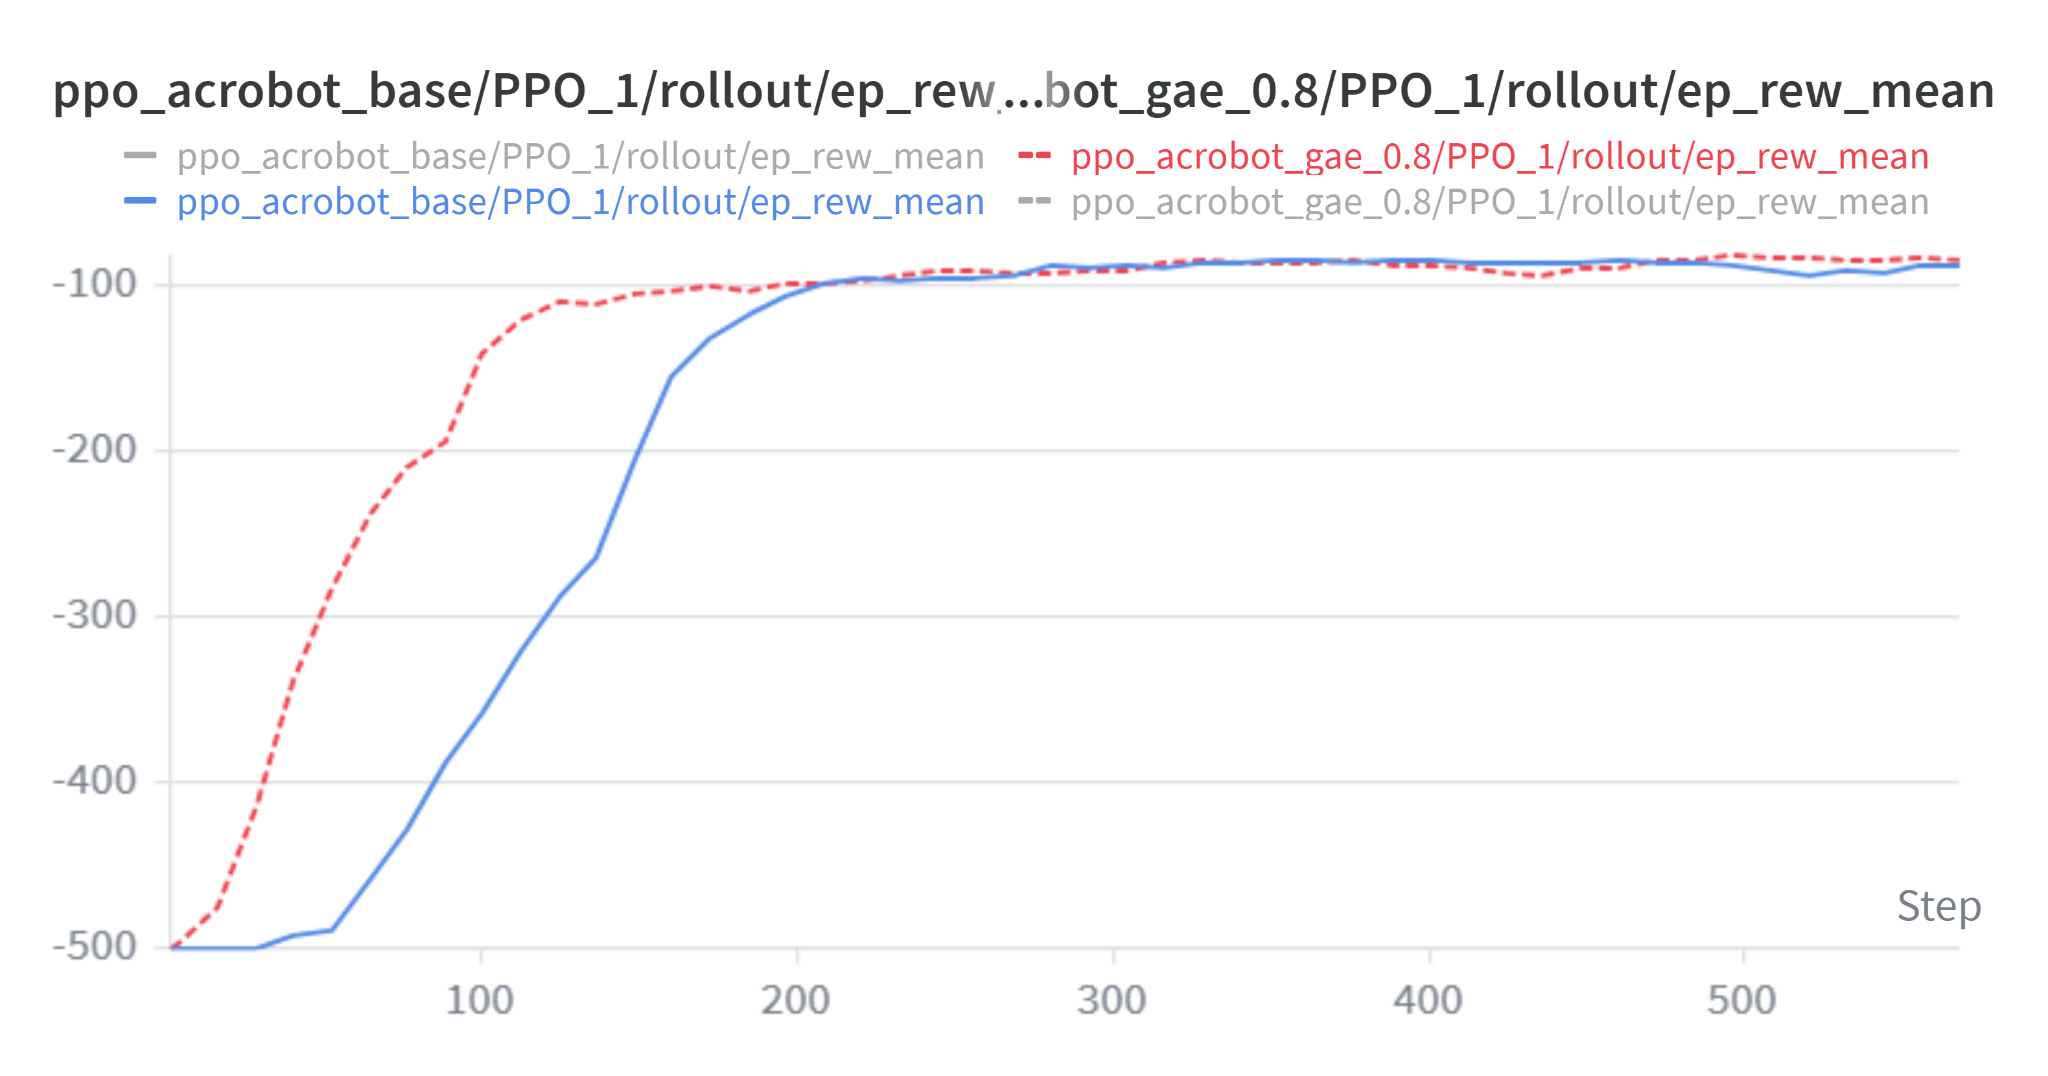 ppo_acrobot_base/PPO_1/rollout/ep_rew_...bot_gae_0.8/PPO_1/rollout/ep_rew_mean
ppo_acrobot_base/PPO_1/rollout/ep_rew_mean ppo_acrobot_gae_0.8/PPO_1/rollout/ep_rew_mean
ppo_acrobot_base/PPO_1/rollout/ep_rew_mean ppo_acrobot_gae_0.8/PPO_1/rollout/ep_rew_mean
-100
-200
-300
-400
-500
Step
100 200 300 400 500